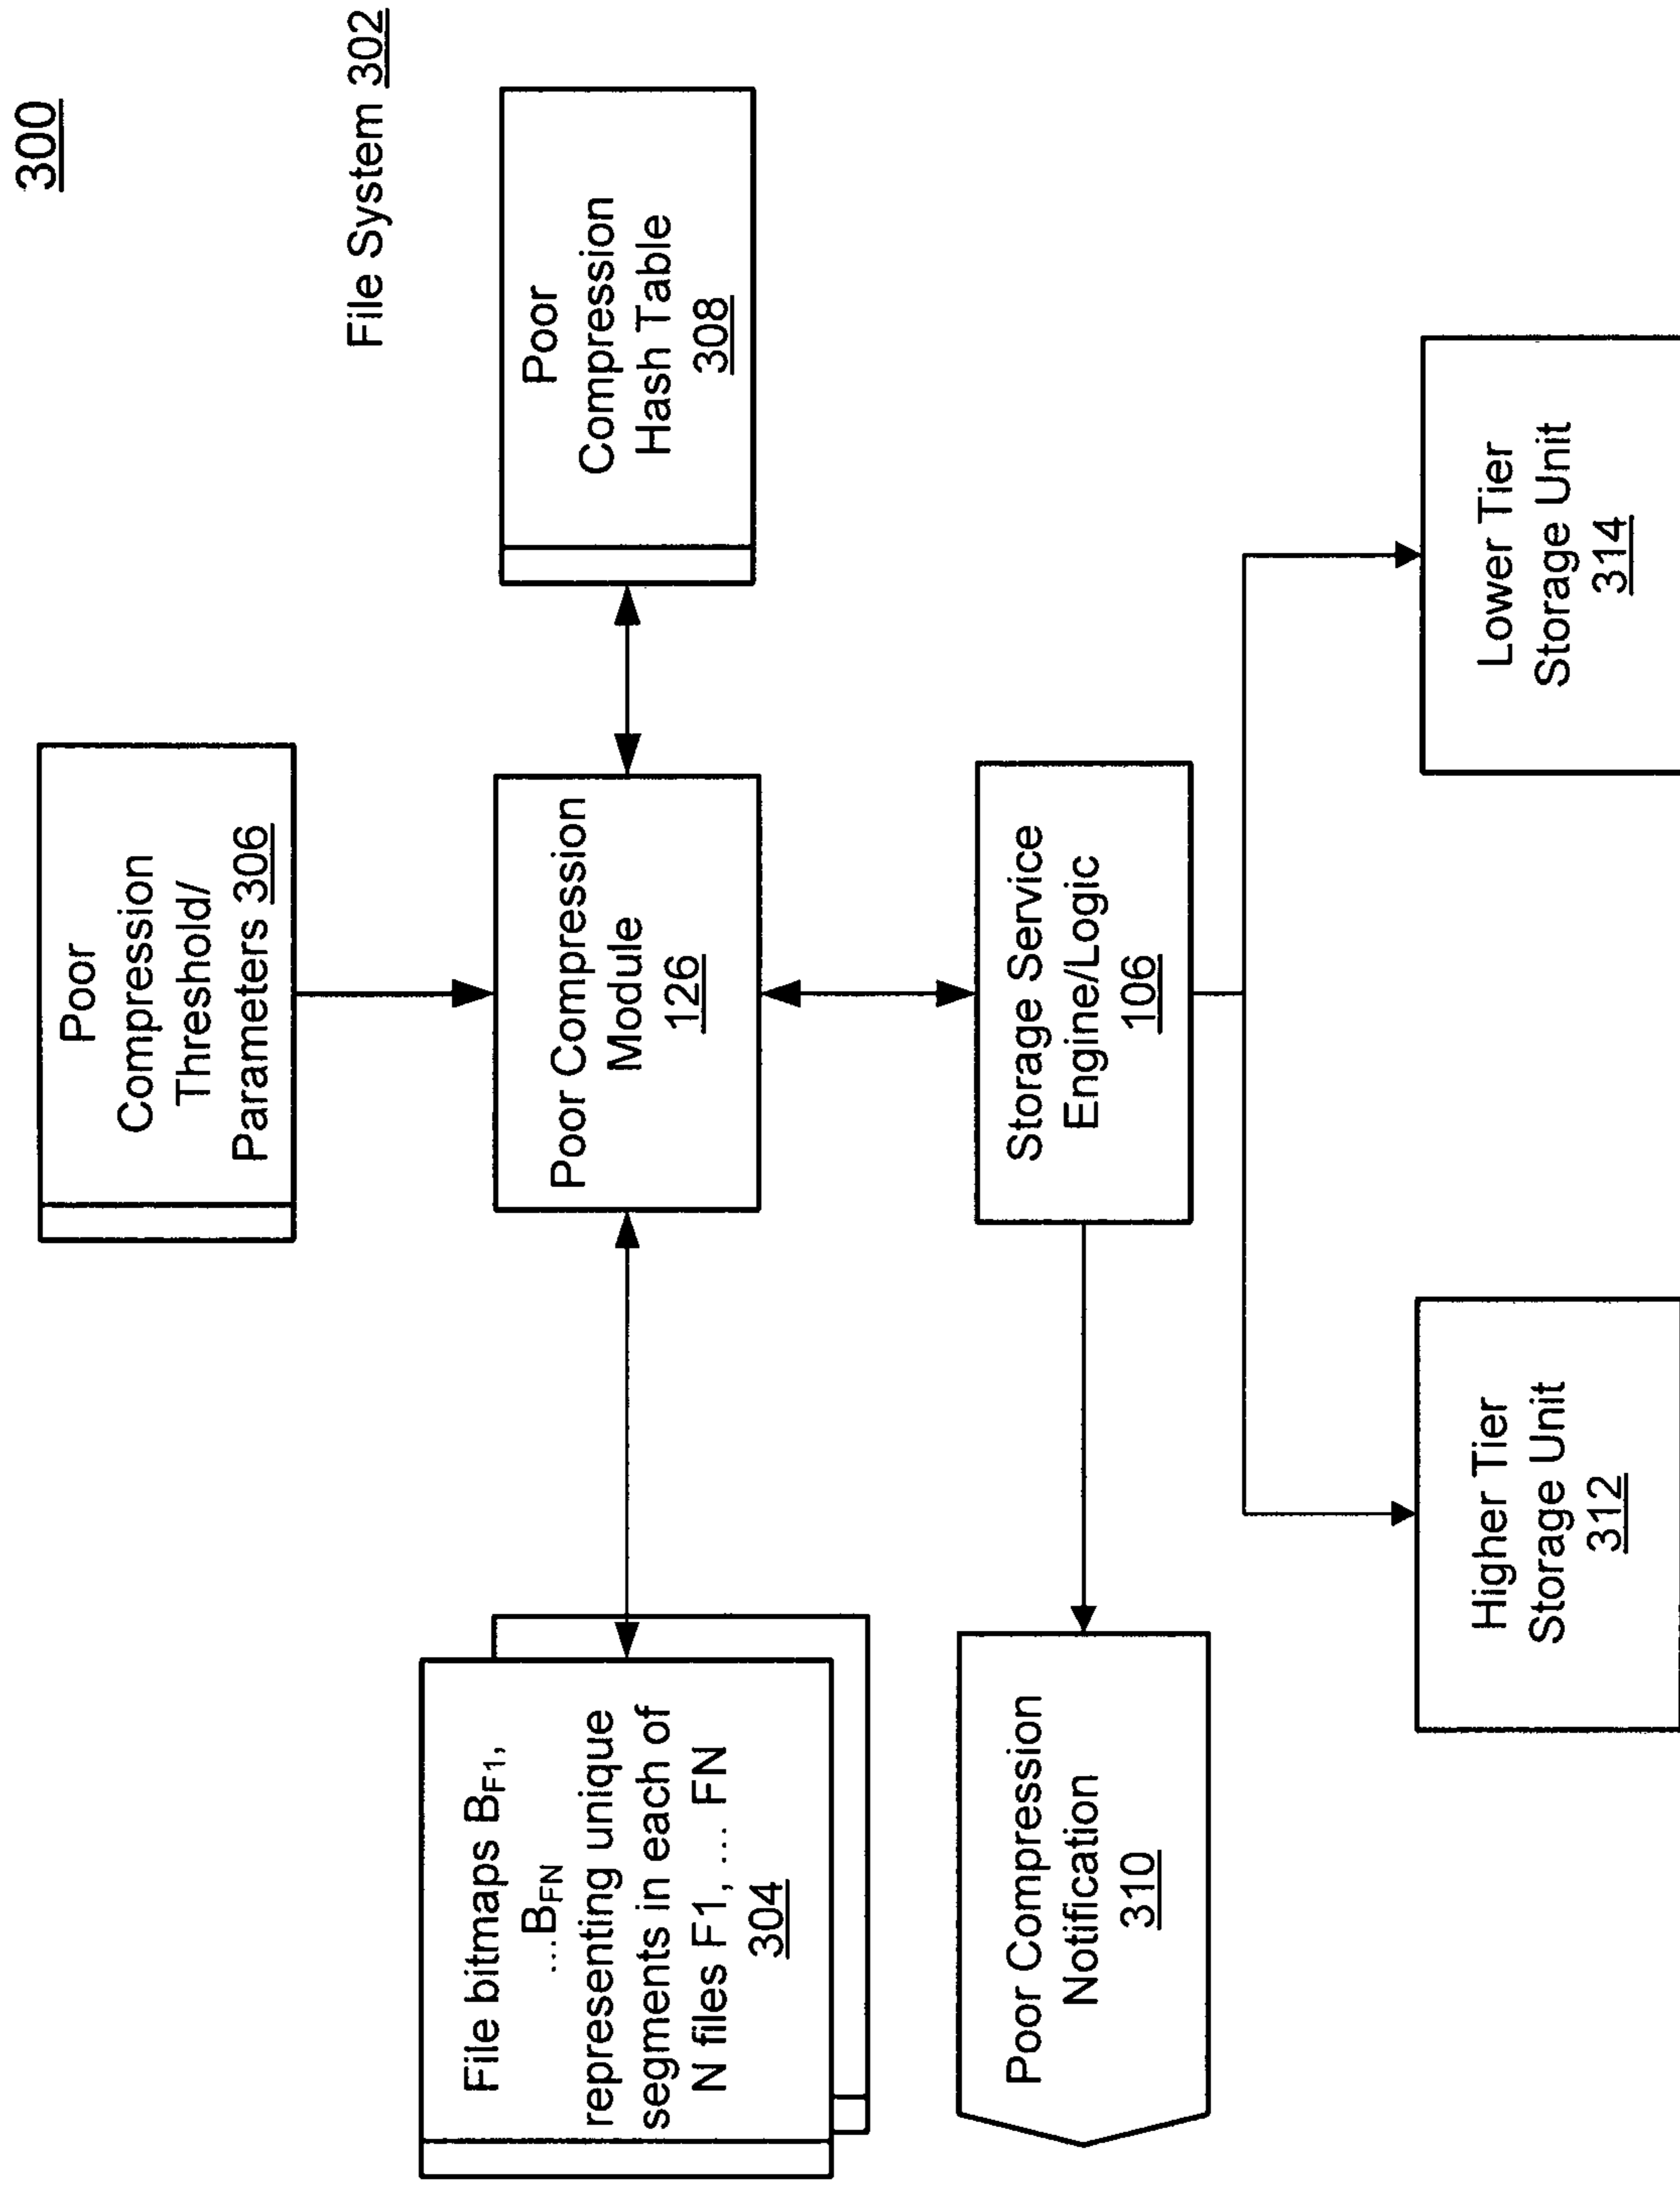 300
File System 302
Poor
Compression
Threshold/
Parameters 306
File bitmaps BF1,
...BFN
representing unique
segments in each of
N files F1, ... FN
304
Poor Compression
Module
126
Poor
Compression
Hash Table
308
Poor Compression
Notification
310
Storage Service
Engine/Logic
106
Higher Tier
Storage Unit
312
Lower Tier
Storage Unit
314